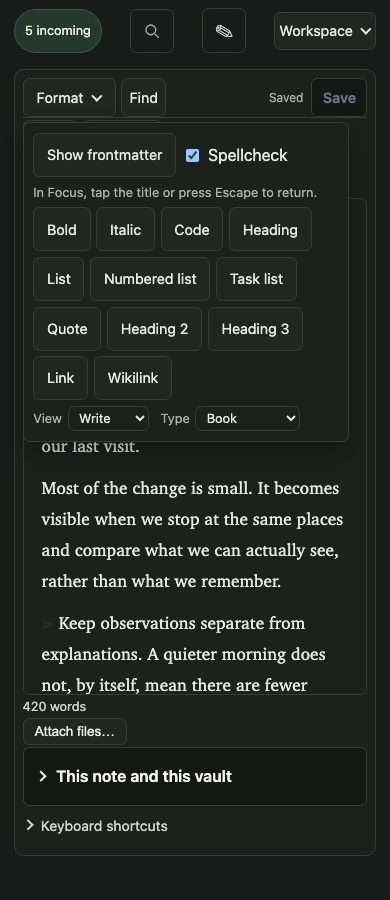 5 incoming
Workspace
Format
Find
Saved
Save
Show frontmatter
Spellcheck
In Focus, tap the title or press Escape to return.
Bold
Italic
Code
Heading
List
Numbered list
Task list
Quote
Heading 2
Heading 3
Link
Wikilink
View
Write
Type
Book
our last visit.
Most of the change is small. It becomes
visible when we stop at the same places
and compare what we can actually see,
rather than what we remember.
> Keep observations separate from
explanations. A quieter morning does
not, by itself, mean there are fewer
420 words
Attach files…
This note and this vault
Keyboard shortcuts